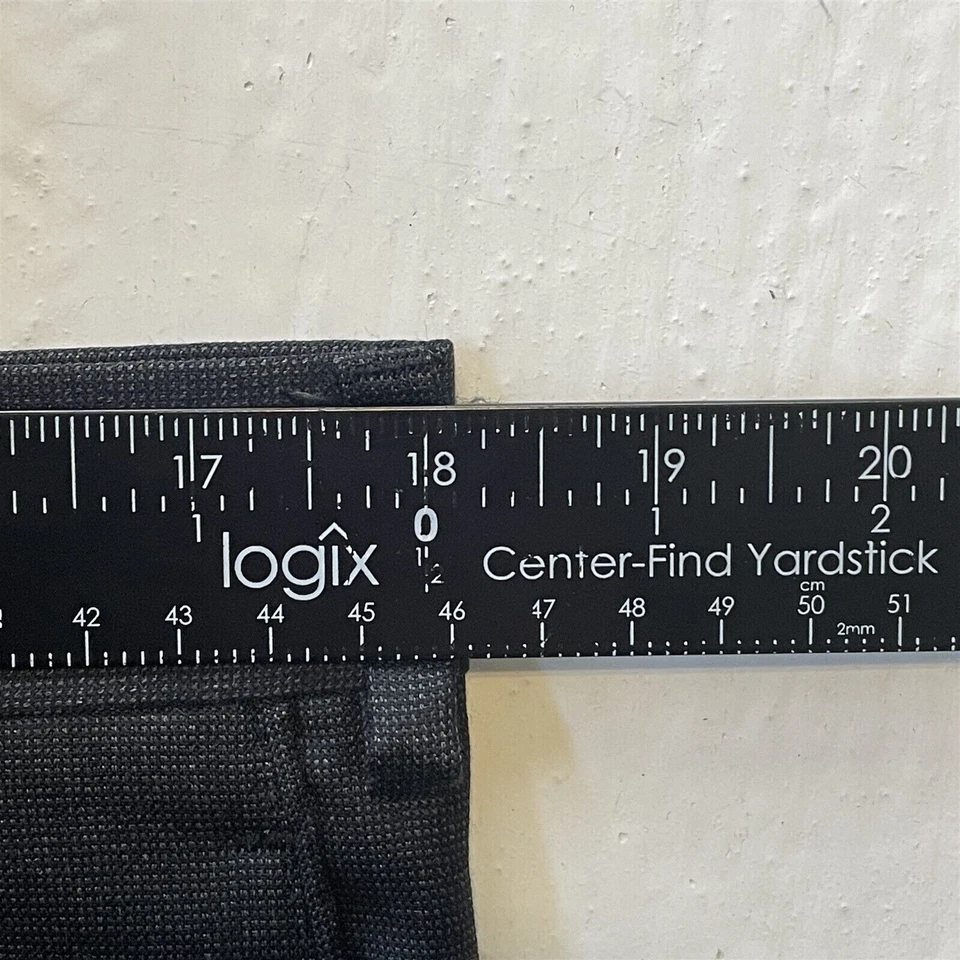 17 18 19 20
1 0 1 2
logix Center-Find Yardstick
1/2
cm
42 43 44 45 46 47 48 49 50 51
2mm